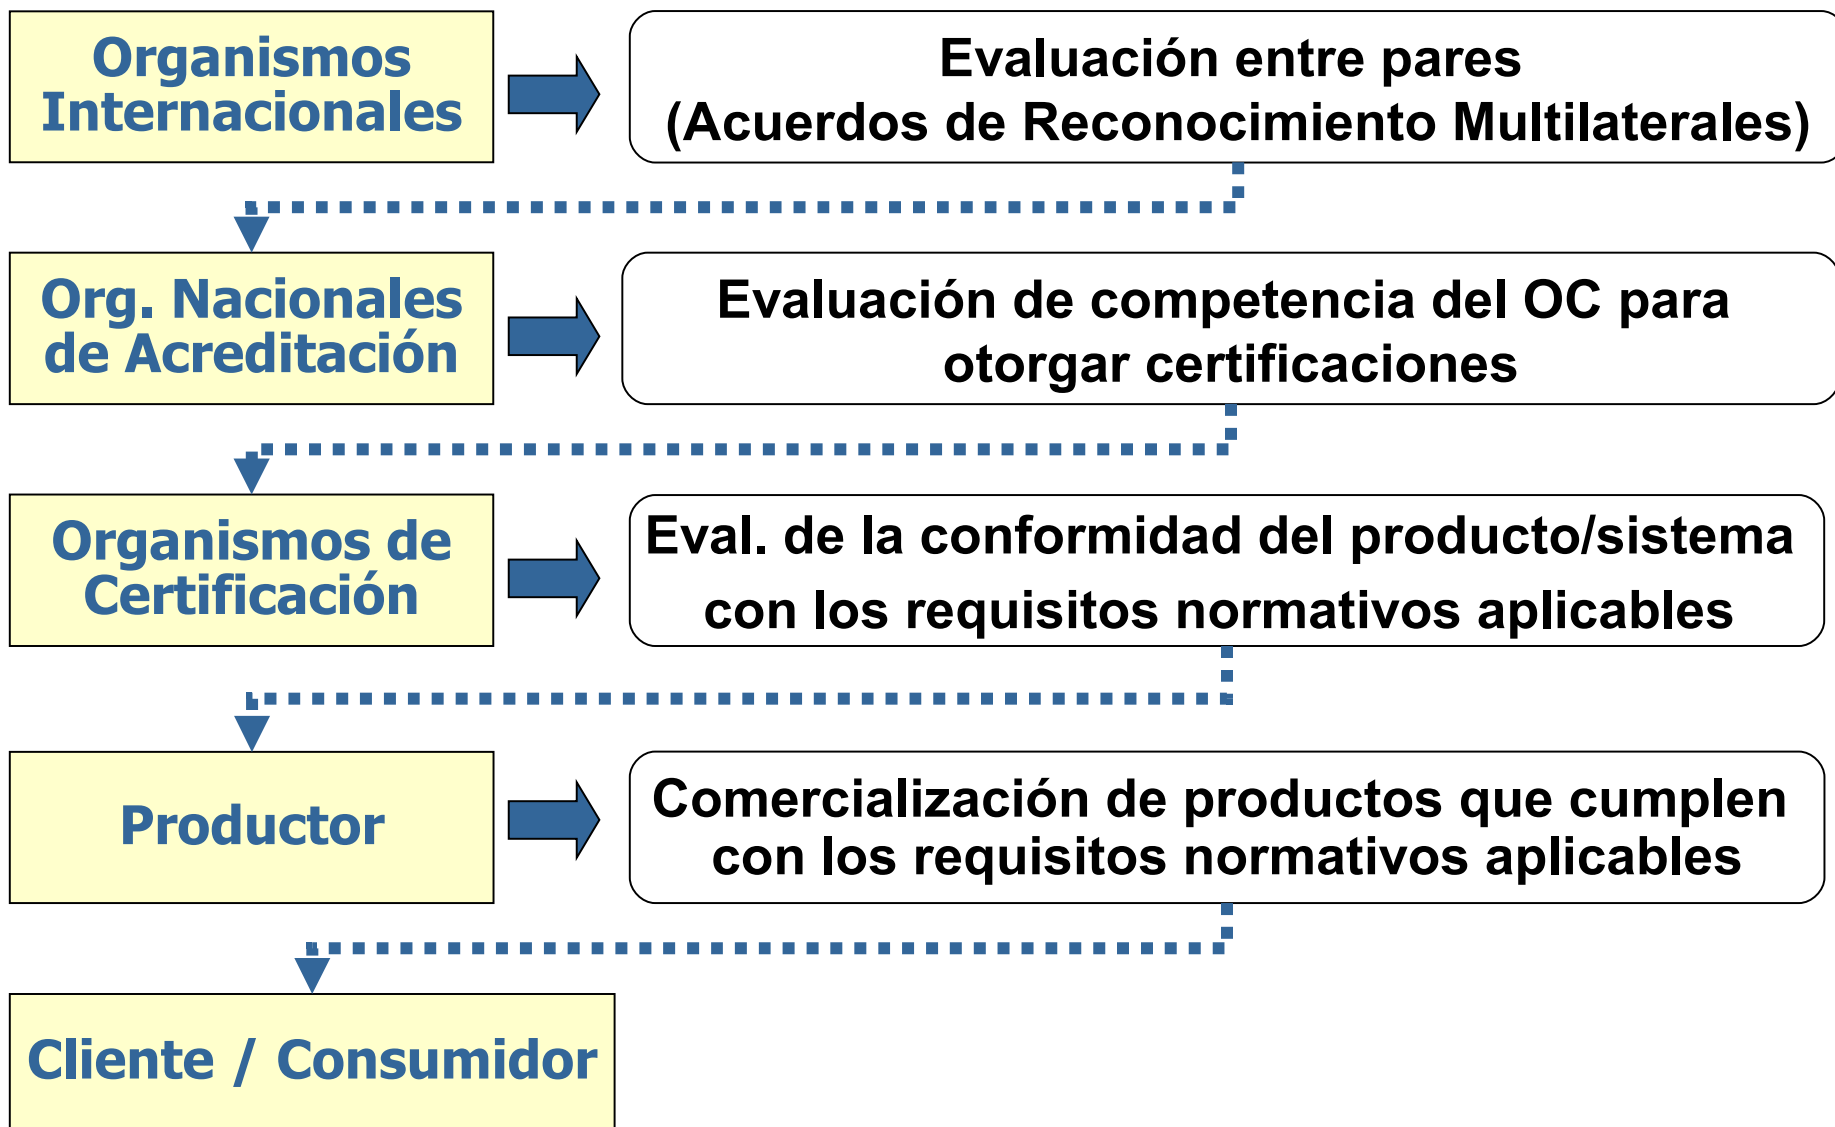 Organismos
Internacionales
Evaluación entre pares
(Acuerdos de Reconocimiento Multilaterales)
Org. Nacionales
de Acreditación
Evaluación de competencia del OC para
otorgar certificaciones
Organismos de
Certificación
Eval. de la conformidad del producto/sistema
con los requisitos normativos aplicables
Productor
Comercialización de productos que cumplen
con los requisitos normativos aplicables
Cliente / Consumidor